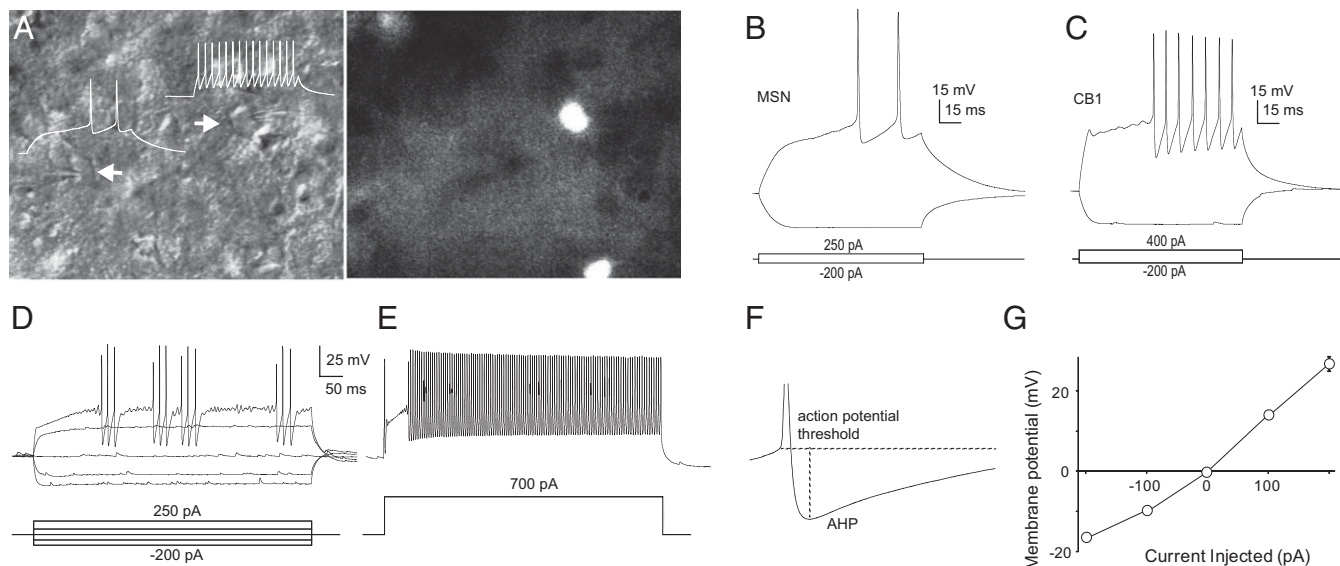 A
B
MSN
15 mV
15 ms
250 pA
-200 pA
C
CB1
15 mV
15 ms
400 pA
-200 pA
D
25 mV
50 ms
250 pA
-200 pA
E
700 pA
F
action potential
threshold
AHP
G
Membrane potential (mV)
20
0
-20
-100
0
100
Current Injected (pA)